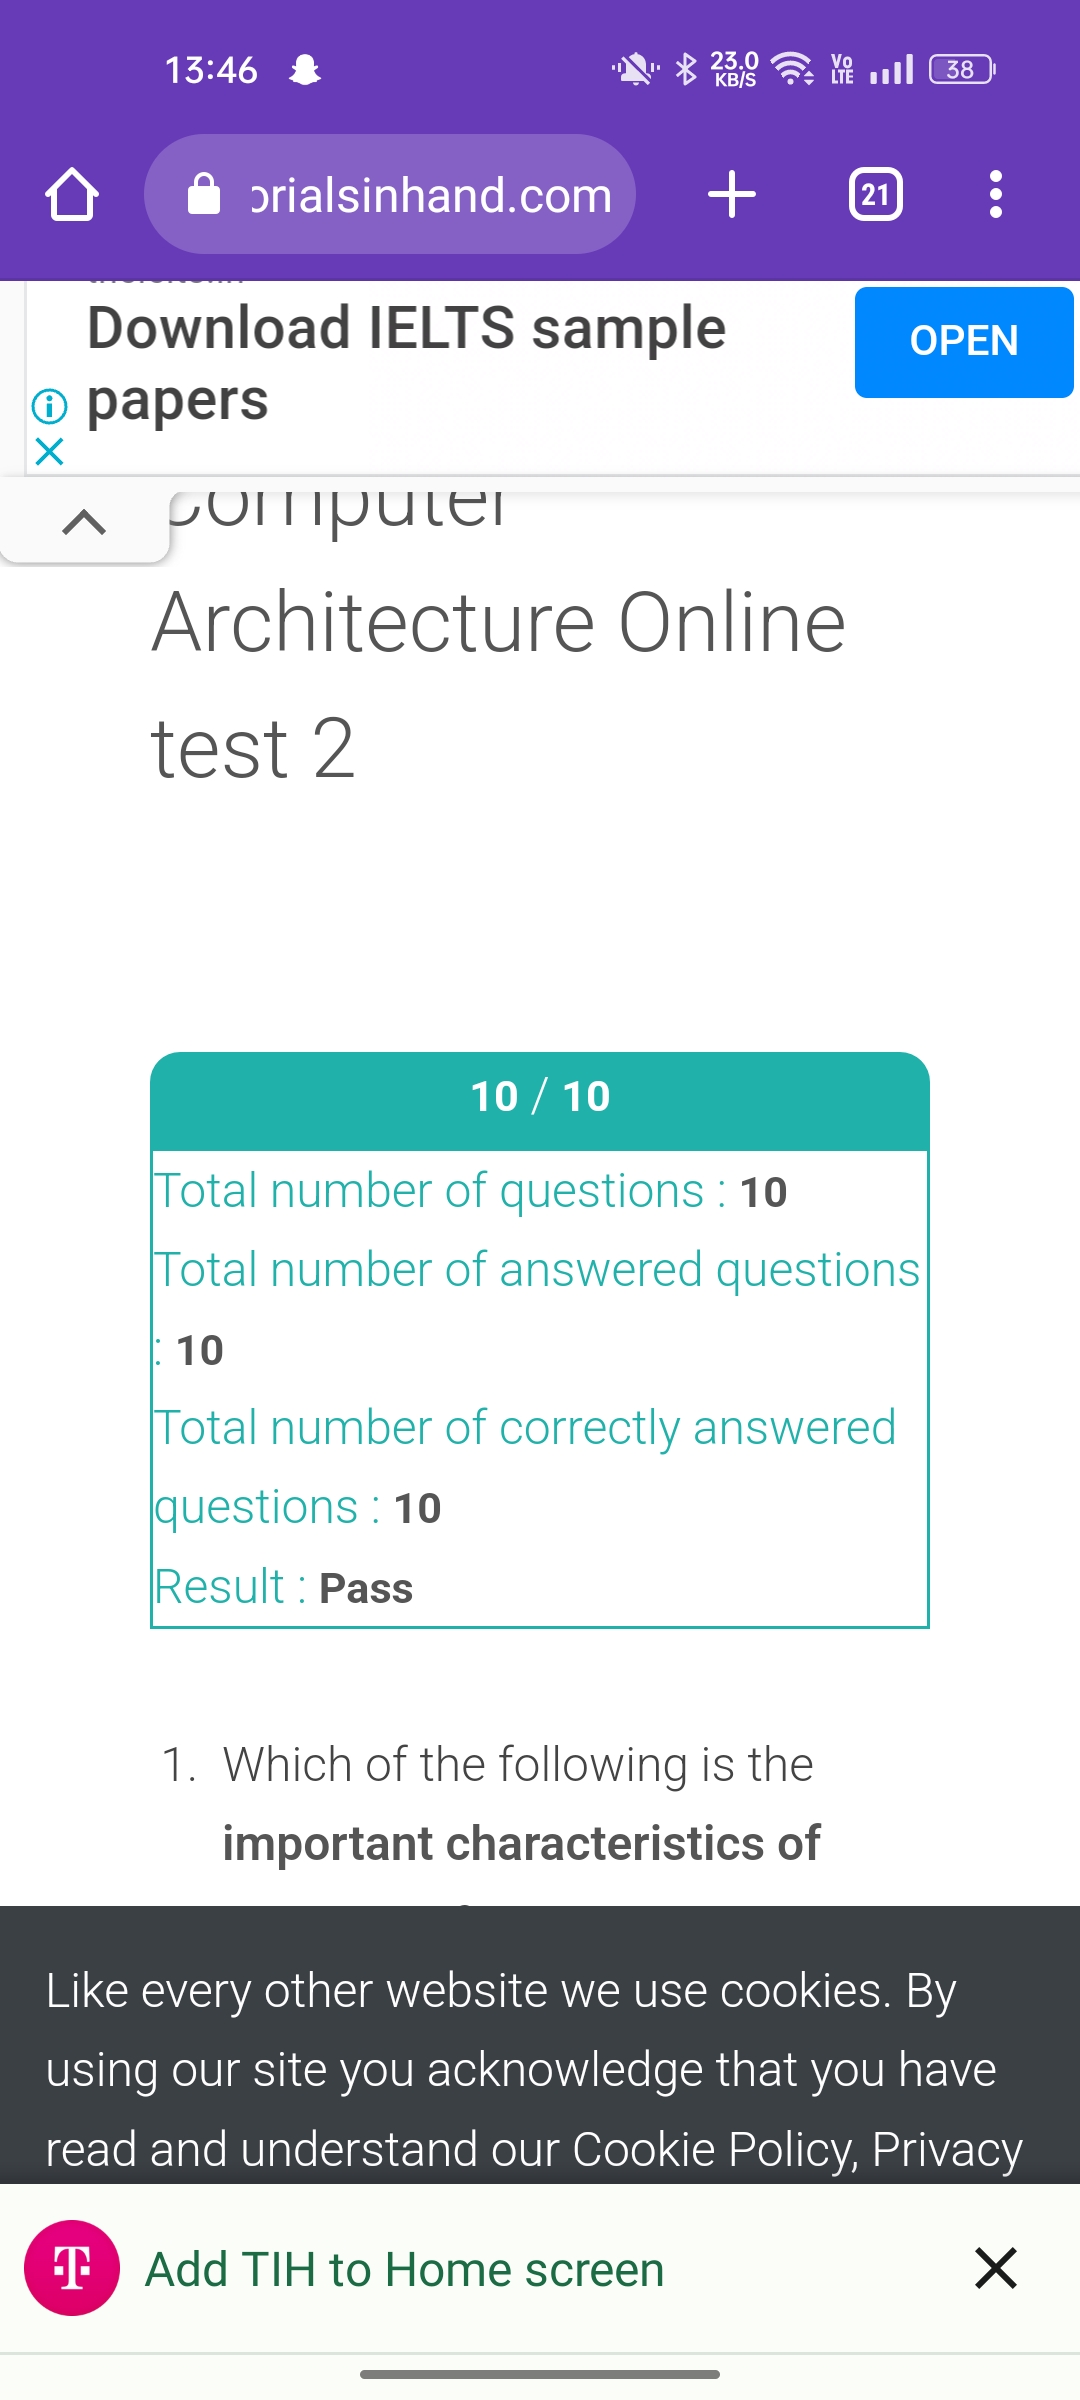 13:46
23.0
KB/S
Vo
LTE
38
orialsinhand.com
21
Download IELTS sample
papers
OPEN
Computer
Architecture Online
test 2
10 / 10
Total number of questions : 10
Total number of answered questions
: 10
Total number of correctly answered
questions : 10
Result : Pass
1. Which of the following is the
important characteristics of
Like every other website we use cookies. By
using our site you acknowledge that you have
read and understand our Cookie Policy, Privacy
T
Add TIH to Home screen